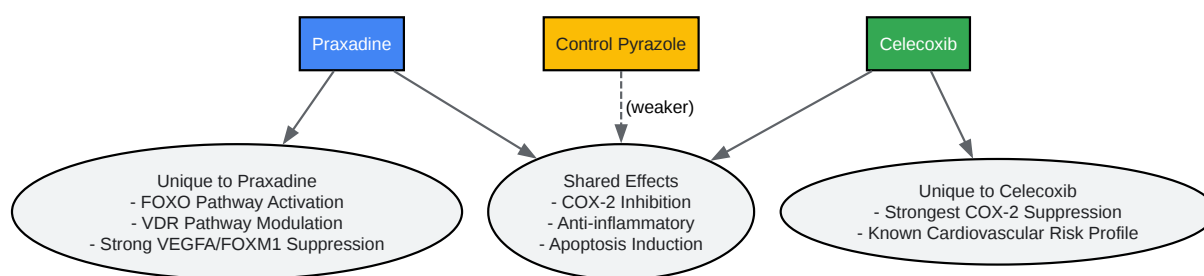 Praxadine
Control Pyrazole
Celecoxib
(weaker)
Unique to Praxadine
- FOXO Pathway Activation
- VDR Pathway Modulation
- Strong VEGFA/FOXM1 Suppression
Shared Effects
- COX-2 Inhibition
- Anti-inflammatory
- Apoptosis Induction
Unique to Celecoxib
- Strongest COX-2 Suppression
- Known Cardiovascular Risk Profile